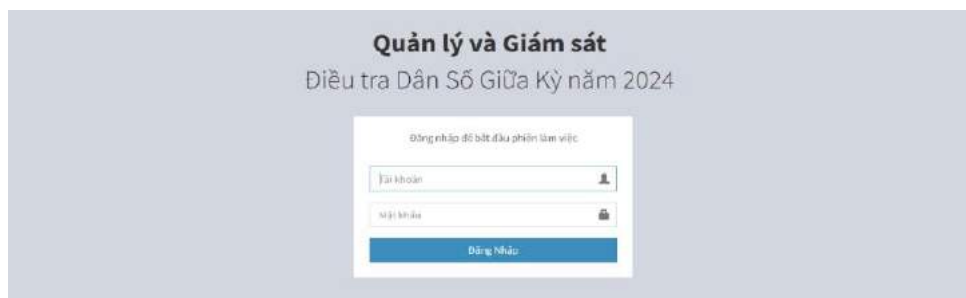 Quản lý và Giám sát
Điều tra Dân Số Giữa Kỳ năm 2024
Đăng nhập để bắt đầu phiên làm việc
Tài khoản
Mật khẩu
Đăng Nhập